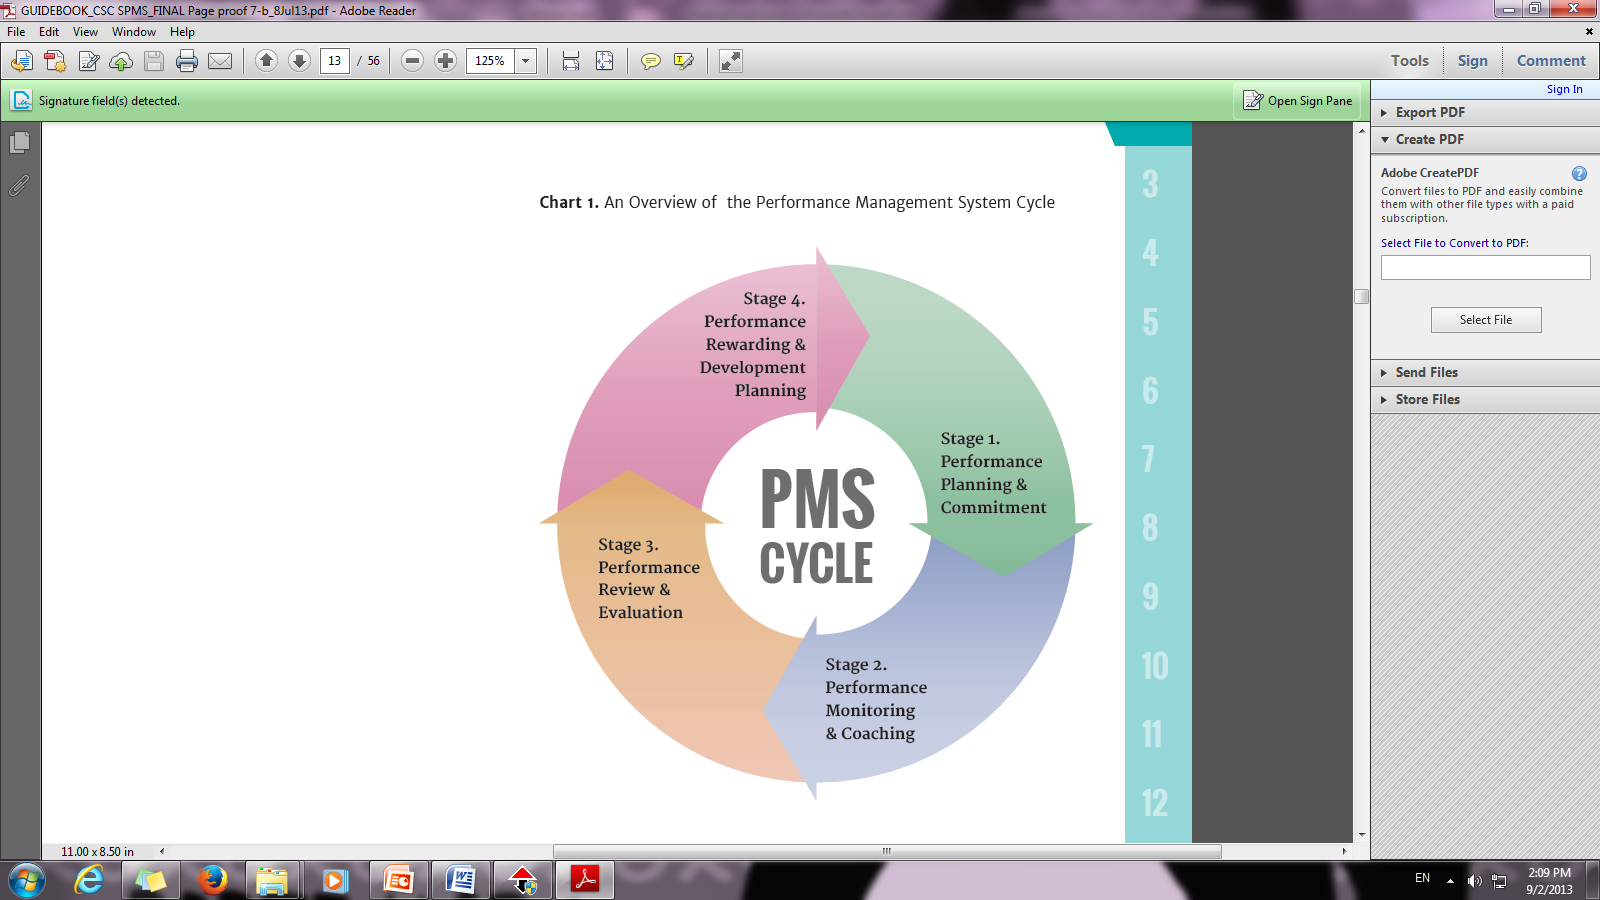 GUIDEBOOK_CSC SPMS_FINAL Page proof 7-b_8Jul13.pdf - Adobe Reader
File Edit View Window Help
13 / 56 125% Tools Sign Comment
Signature field(s) detected. Open Sign Pane
Sign In
Export PDF
Create PDF
Adobe CreatePDF
Convert files to PDF and easily combine
them with other file types with a paid
subscription.
Select File to Convert to PDF:
Select File
Send Files
Store Files
Chart 1. An Overview of the Performance Management System Cycle
Stage 4.
Performance
Rewarding &
Development
Planning
Stage 1.
Performance
Planning &
Commitment
PMS
CYCLE
Stage 3.
Performance
Review &
Evaluation
Stage 2.
Performance
Monitoring
& Coaching
3
4
5
6
7
8
9
10
11
12
11.00 x 8.50 in
EN
2:09 PM
9/2/2013